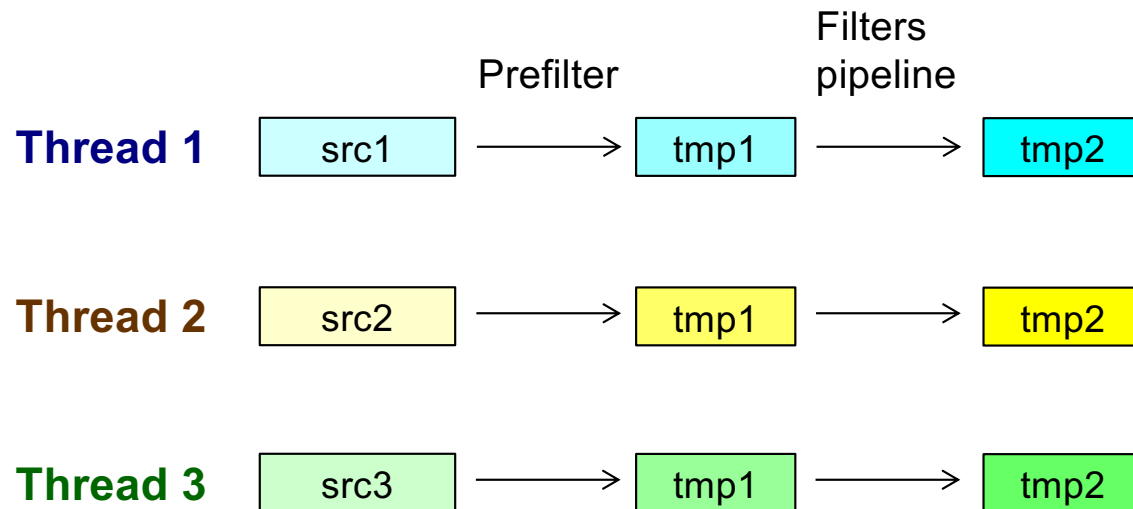 Prefilter
Filters
pipeline
Thread 1 src1 tmp1 tmp2
Thread 2 src2 tmp1 tmp2
Thread 3 src3 tmp1 tmp2